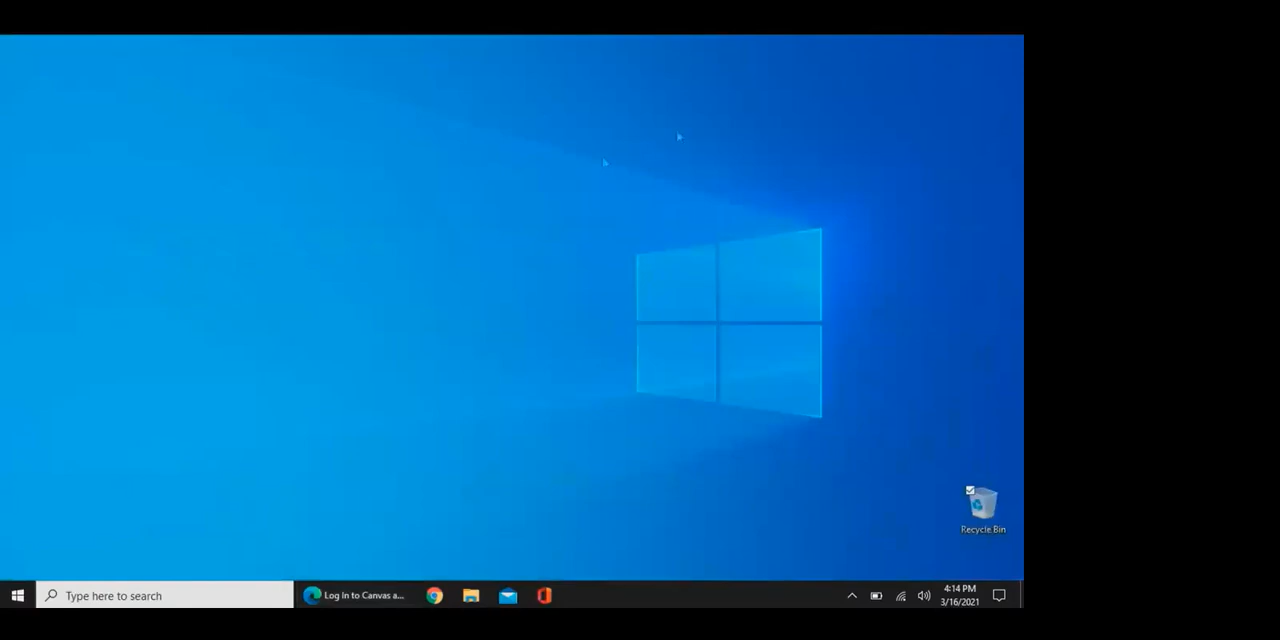 Recycle Bin
Type here to search
Log in to Canvas a...
4:14 PM
3/16/2021